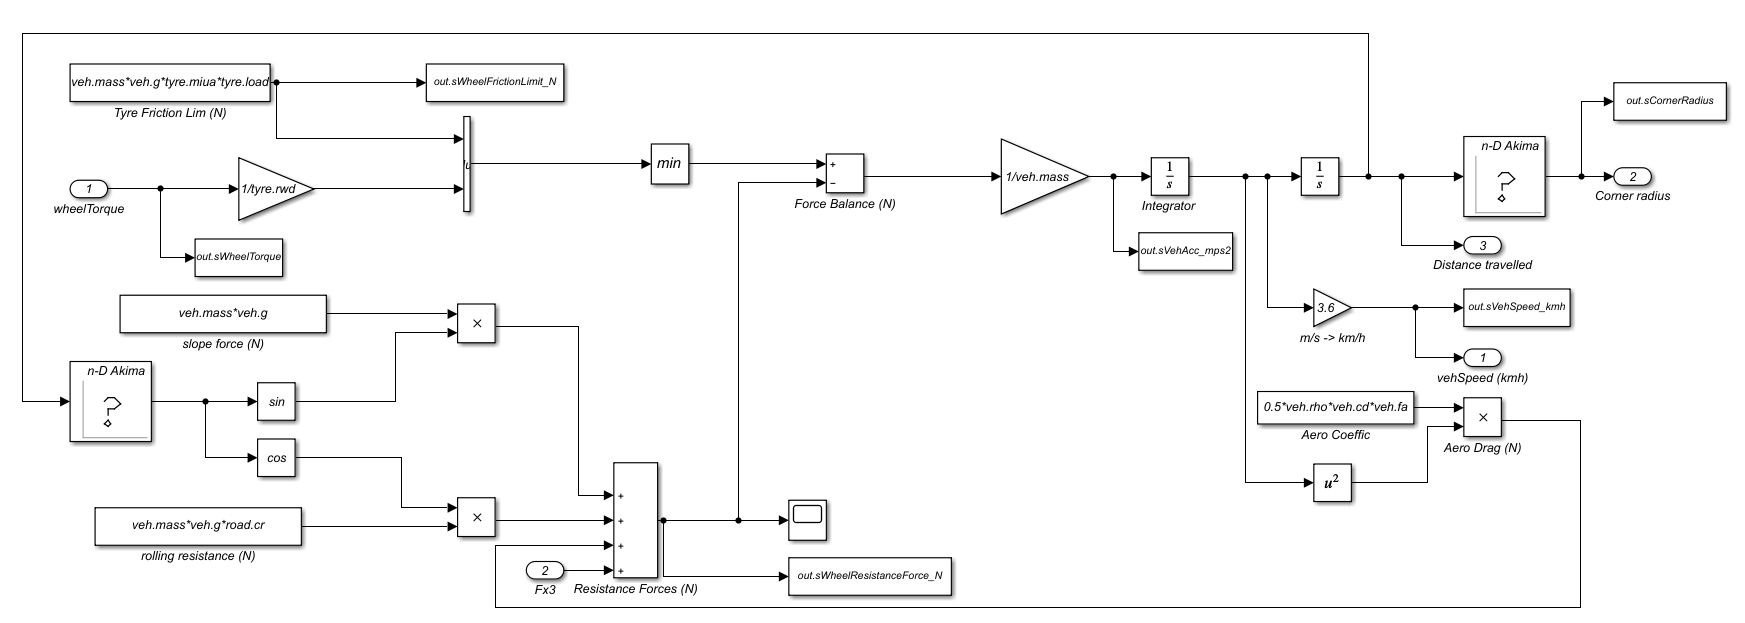 veh.mass*veh.g*tyre.miua*tyre.load
Tyre Friction Lim (N)
out.sWheelFrictionLimit_N
1
wheelTorque
1/tyre.rwd
out.sWheelTorque
min
+
−
Force Balance (N)
1/veh.mass
1
s
Integrator
out.sVehAcc_mps2
1
s
n-D Akima
out.sCornerRadius
2
Corner radius
3
Distance travelled
3.6
m/s -> km/h
out.sVehSpeed_kmh
1
vehSpeed (kmh)
0.5*veh.rho*veh.cd*veh.fa
Aero Coeffic
×
Aero Drag (N)
u²
veh.mass*veh.g
slope force (N)
×
n-D Akima
sin
cos
veh.mass*veh.g*road.cr
rolling resistance (N)
×
+
+
+
+
2
Fx3
Resistance Forces (N)
out.sWheelResistanceForce_N